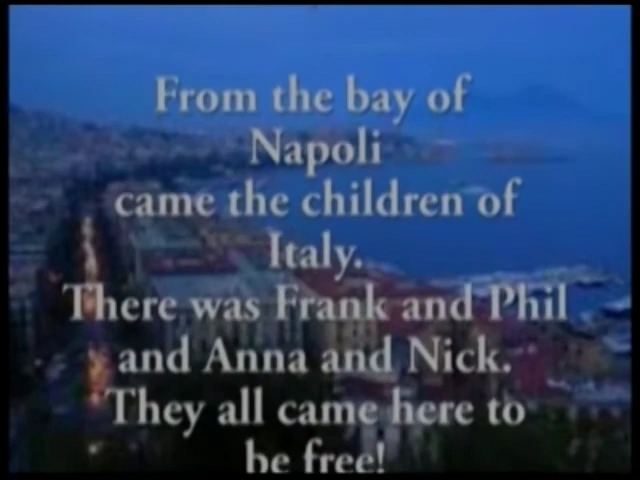 From the bay of
Napoli
came the children of
Italy.
There was Frank and Phil
and Anna and Nick.
They all came here to
be free!